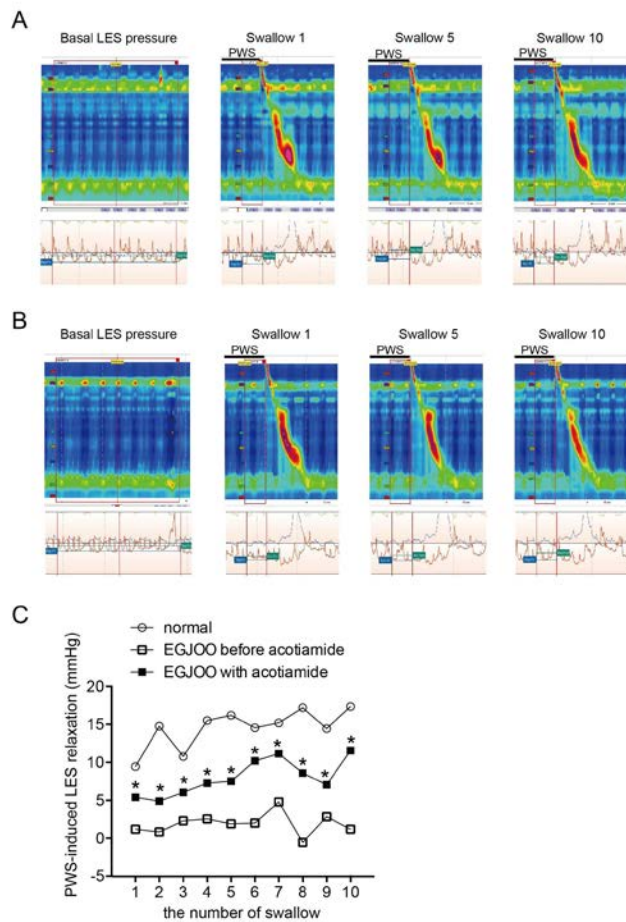 A
Basal LES pressure
Swallow 1
Swallow 5
Swallow 10
PWS
PWS
PWS
B
Basal LES pressure
Swallow 1
Swallow 5
Swallow 10
PWS
PWS
PWS
C
normal
EGJOO before acotiamide
EGJOO with acotiamide
PWS-induced LES relaxation (mmHg)
20
15
10
5
0
-5
* * * * * * * * * *
1 2 3 4 5 6 7 8 9 10
the number of swallow